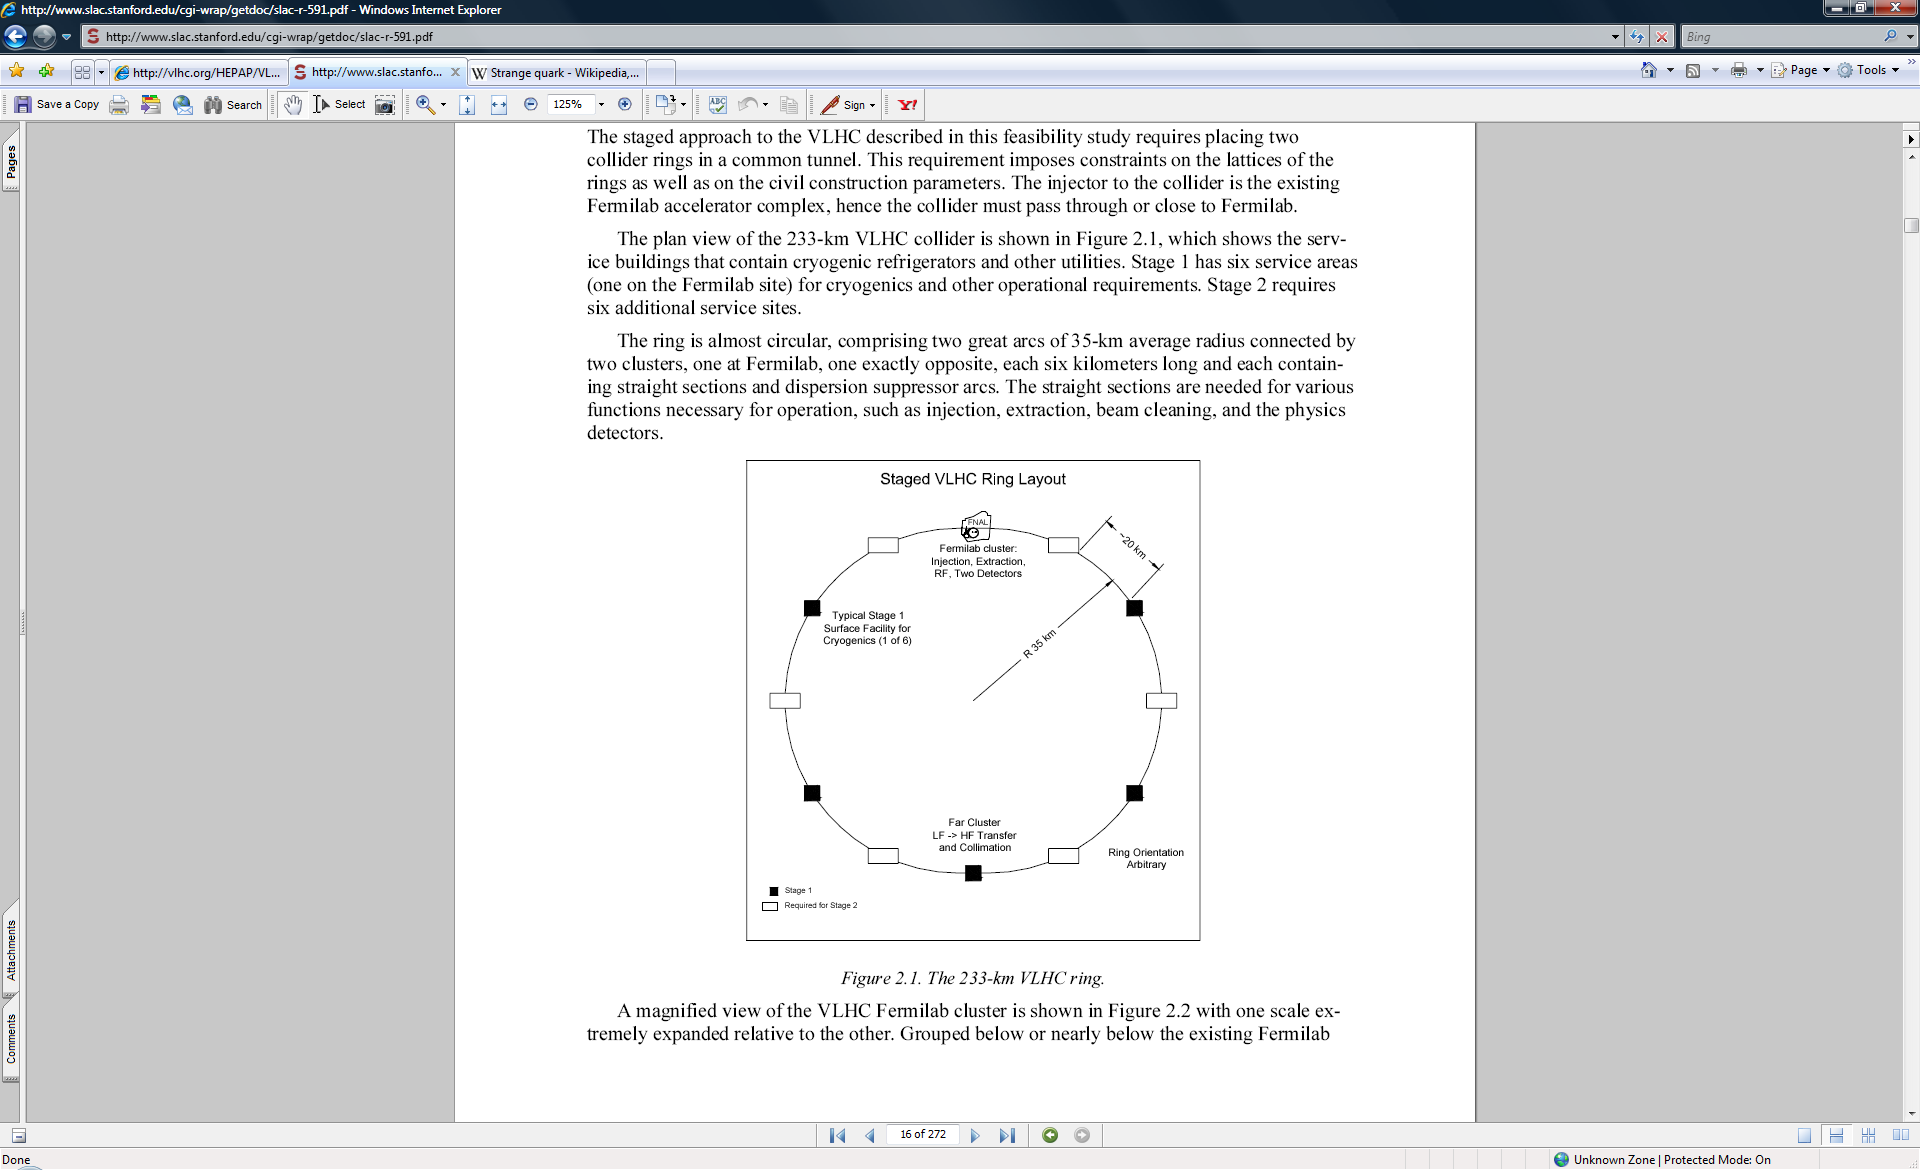 http://www.slac.stanford.edu/cgi-wrap/getdoc/slac-r-591.pdf - Windows Internet Explorer
http://www.slac.stanford.edu/cgi-wrap/getdoc/slac-r-591.pdf
Bing
http://vlhc.org/HEPAP/VL...
http://www.slac.stanfo...
W Strange quark - Wikipedia,...
Page
Tools
Save a Copy
Search
Select
125%
Sign
Y!
Pages
Attachments
Comments
The staged approach to the VLHC described in this feasibility study requires placing two
collider rings in a common tunnel. This requirement imposes constraints on the lattices of the
rings as well as on the civil construction parameters. The injector to the collider is the existing
Fermilab accelerator complex, hence the collider must pass through or close to Fermilab.
The plan view of the 233-km VLHC collider is shown in Figure 2.1, which shows the serv-
ice buildings that contain cryogenic refrigerators and other utilities. Stage 1 has six service areas
(one on the Fermilab site) for cryogenics and other operational requirements. Stage 2 requires
six additional service sites.
The ring is almost circular, comprising two great arcs of 35-km average radius connected by
two clusters, one at Fermilab, one exactly opposite, each six kilometers long and each contain-
ing straight sections and dispersion suppressor arcs. The straight sections are needed for various
functions necessary for operation, such as injection, extraction, beam cleaning, and the physics
detectors.
Staged VLHC Ring Layout
FNAL
Fermilab cluster:
Injection, Extraction,
RF, Two Detectors
~20 km
R 35 km
Typical Stage 1
Surface Facility for
Cryogenics (1 of 6)
Far Cluster
LF -> HF Transfer
and Collimation
Ring Orientation
Arbitrary
Stage 1
Required for Stage 2
Figure 2.1. The 233-km VLHC ring.
A magnified view of the VLHC Fermilab cluster is shown in Figure 2.2 with one scale ex-
tremely expanded relative to the other. Grouped below or nearly below the existing Fermilab
16 of 272
Done
Unknown Zone | Protected Mode: On